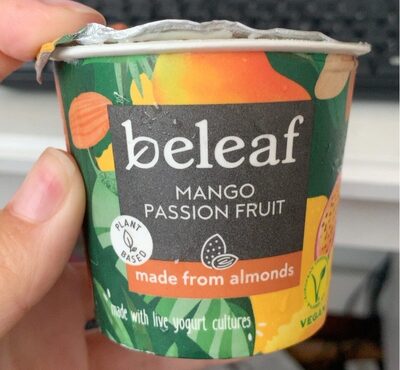 beleaf
MANGO
PASSION FRUIT
PLANT
BASED
made from almonds
made with live yogurt cultures
VEGAN